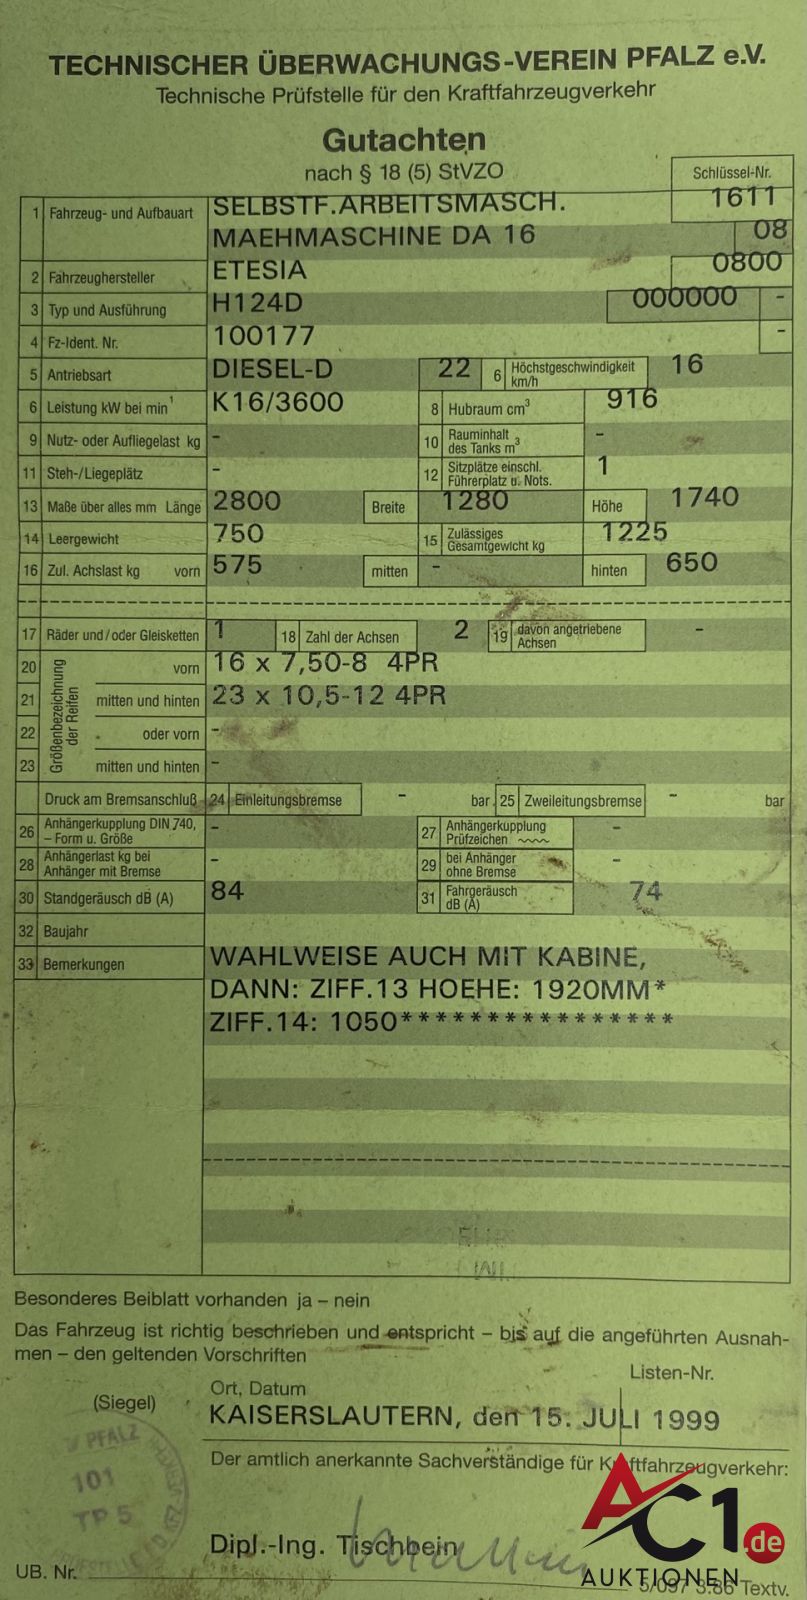 TECHNISCHER ÜBERWACHUNGS-VEREIN PFALZ e.V.
Technische Prüfstelle für den Kraftfahrzeugverkehr
Gutachten
nach § 18 (5) StVZO
Schlüssel-Nr.
1 Fahrzeug- und Aufbauart SELBSTF.ARBEITSMASCH. 1611
MAEHMASCHINE DA 16 08
2 Fahrzeughersteller ETESIA 0800
3 Typ und Ausführung H124D 000000 -
4 Fz-Ident. Nr. 100177 -
5 Antriebsart DIESEL-D 22 6 Höchstgeschwindigkeit km/h 16
6 Leistung kW bei min¹ K16/3600 8 Hubraum cm³ 916
9 Nutz- oder Aufliegelast kg - 10 Rauminhalt des Tanks m³ -
11 Steh-/Liegeplätz - 12 Sitzplätze einschl. Führerplatz u. Nots. 1
13 Maße über alles mm Länge 2800 Breite 1280 Höhe 1740
14 Leergewicht 750 15 Zulässiges Gesamtgewicht kg 1225
16 Zul. Achslast kg vorn 575 mitten - hinten 650
17 Räder und/oder Gleisketten 1 18 Zahl der Achsen 2 19 davon angetriebene Achsen -
Größenbezeichnung der Reifen
20 vorn 16 x 7,50-8 4PR
21 mitten und hinten 23 x 10,5-12 4PR
22 oder vorn -
23 mitten und hinten -
Druck am Bremsanschluß 24 Einleitungsbremse - bar 25 Zweileitungsbremse - bar
26 Anhängerkupplung DIN 740, – Form u. Größe - 27 Anhängerkupplung Prüfzeichen -
28 Anhängerlast kg bei Anhänger mit Bremse - 29 bei Anhänger ohne Bremse -
30 Standgeräusch dB (A) 84 31 Fahrgeräusch dB (A) 74
32 Baujahr
33 Bemerkungen WAHLWEISE AUCH MIT KABINE,
DANN: ZIFF.13 HOEHE: 1920MM*
ZIFF.14: 1050****************
Besonderes Beiblatt vorhanden ja – nein
Das Fahrzeug ist richtig beschrieben und entspricht – bis auf die angeführten Ausnah-
men – den geltenden Vorschriften
Listen-Nr.
(Siegel) Ort, Datum
KAISERSLAUTERN, den 15. JULI 1999
Der amtlich anerkannte Sachverständige für Kraftfahrzeugverkehr:
PFALZ
101
TP 5
Dipl.-Ing. Tischbein
UB. Nr.
AC1.de
AUKTIONEN
Textv.